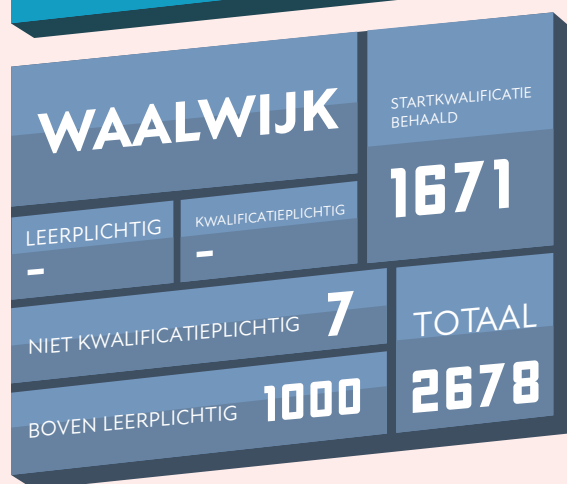 WAALWIJK
STARTKWALIFICATIE
BEHAALD
1671
LEERPLICHTIG
-
KWALIFICATIEPLICHTIG
-
NIET KWALIFICATIEPLICHTIG 7
BOVEN LEERPLICHTIG 1000
TOTAAL
2678